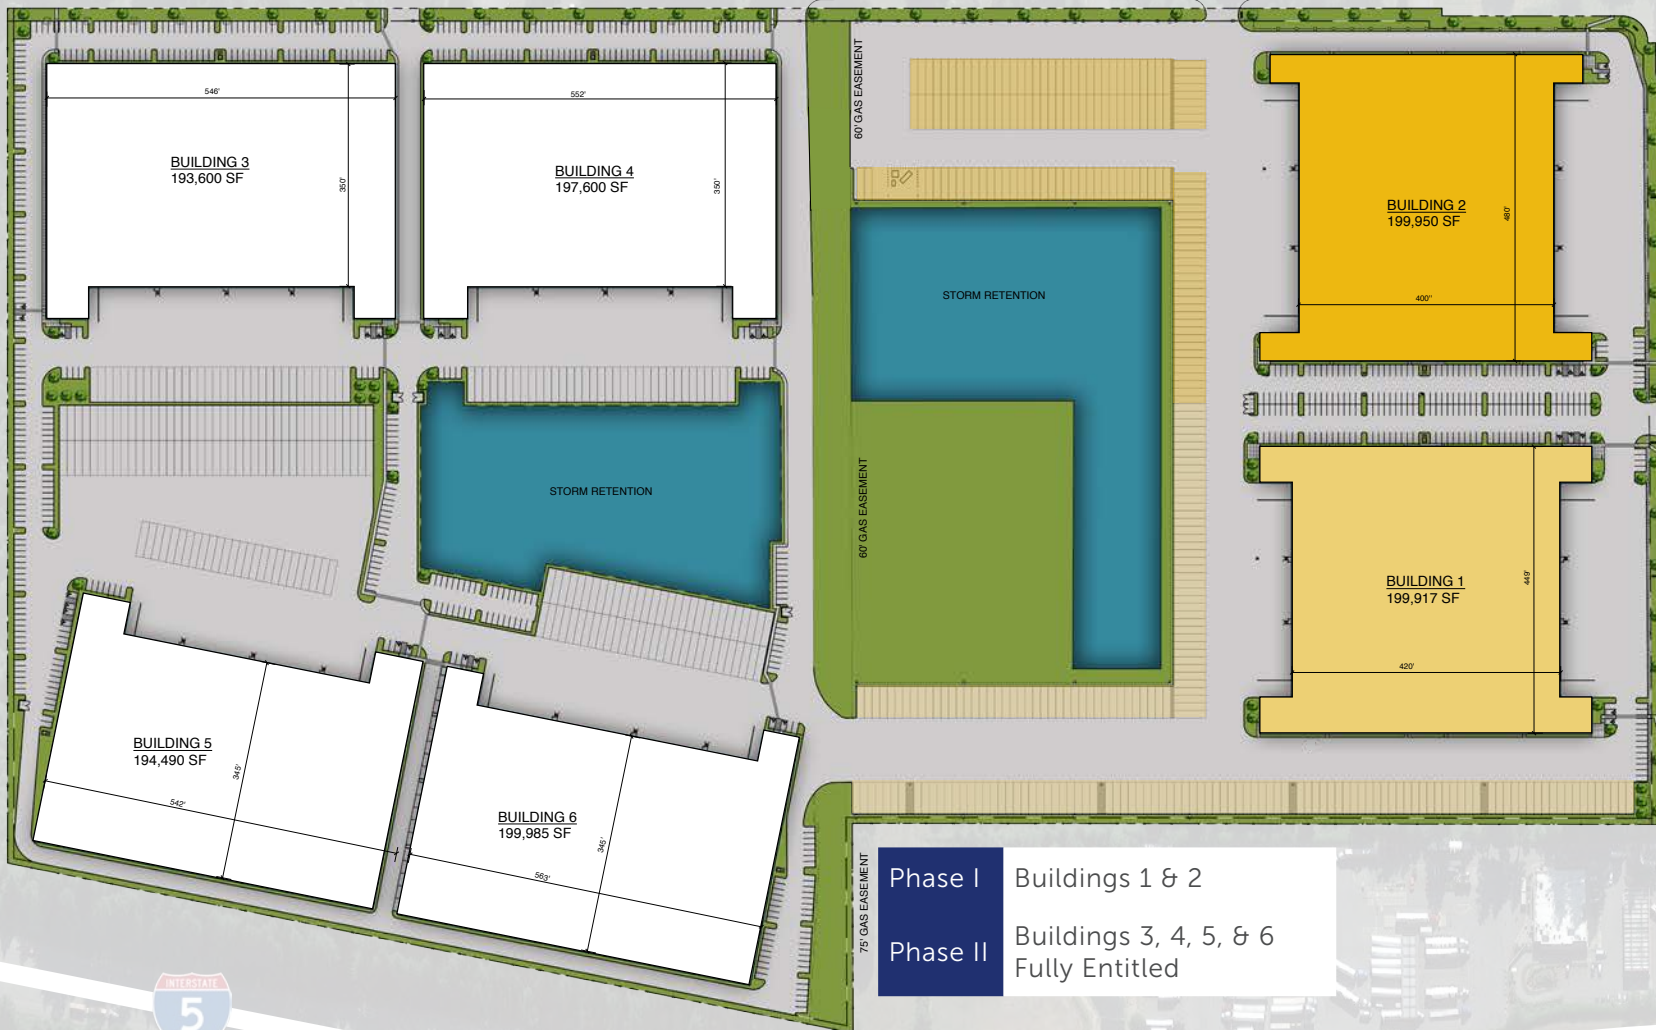 546'
350'
BUILDING 3
193,600 SF
552'
350'
BUILDING 4
197,600 SF
60' GAS EASEMENT
STORM RETENTION
BUILDING 2
199,950 SF
480'
400"
STORM RETENTION
60' GAS EASEMENT
BUILDING 1
199,917 SF
449'
420'
BUILDING 5
194,490 SF
345'
542'
BUILDING 6
199,985 SF
345'
563'
75' GAS EASEMENT
Phase I
Buildings 1 & 2
Phase II
Buildings 3, 4, 5, & 6
Fully Entitled
INTERSTATE
5